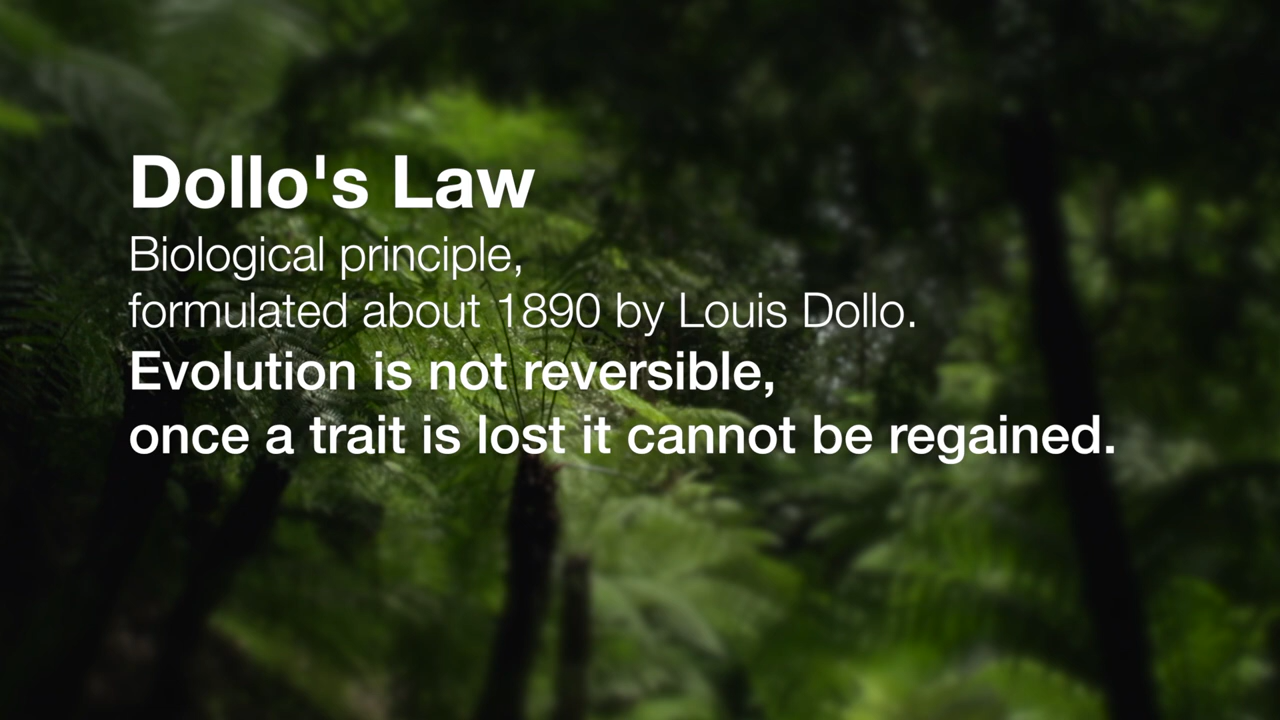 Dollo's Law
Biological principle,
formulated about 1890 by Louis Dollo.
Evolution is not reversible,
once a trait is lost it cannot be regained.